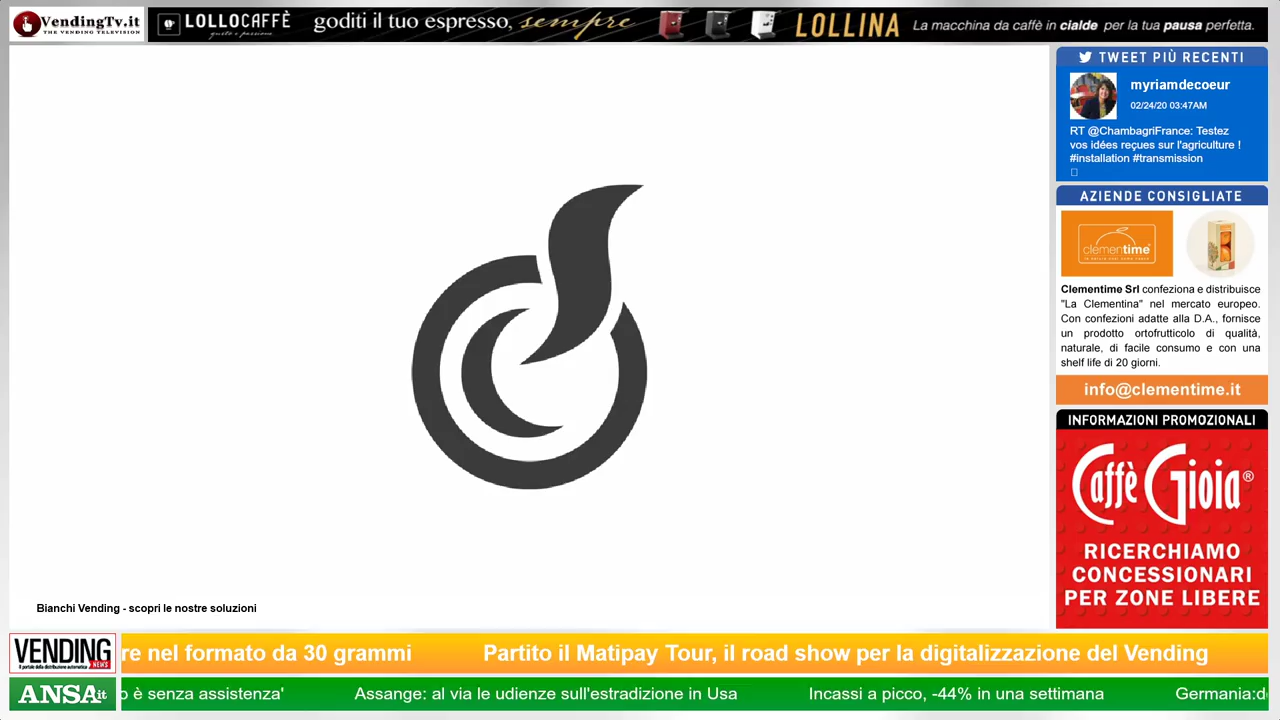 VendingTv.it
THE VENDING TELEVISION
LOLLOCAFFÈ
gusto e passione
goditi il tuo espresso, sempre
LOLLINA
La macchina da caffè in cialde per la tua pausa perfetta.
TWEET PIÙ RECENTI
myriamdecoeur
02/24/20 03:47AM
RT @ChambagriFrance: Testez
vos idées reçues sur l'agriculture !
#installation #transmission
AZIENDE CONSIGLIATE
clementime®
Clementime Srl confeziona e distribuisce
"La Clementina" nel mercato europeo.
Con confezioni adatte alla D.A., fornisce
un prodotto ortofrutticolo di qualità,
naturale, di facile consumo e con una
shelf life di 20 giorni.
info@clementime.it
INFORMAZIONI PROMOZIONALI
Caffè Gioia®
RICERCHIAMO
CONCESSIONARI
PER ZONE LIBERE
Bianchi Vending - scopri le nostre soluzioni
VENDING
NEWS
Il portale della distribuzione automatica
re nel formato da 30 grammi
Partito il Matipay Tour, il road show per la digitalizzazione del Vending
ANSA.it
o è senza assistenza'
Assange: al via le udienze sull'estradizione in Usa
Incassi a picco, -44% in una settimana
Germania:d